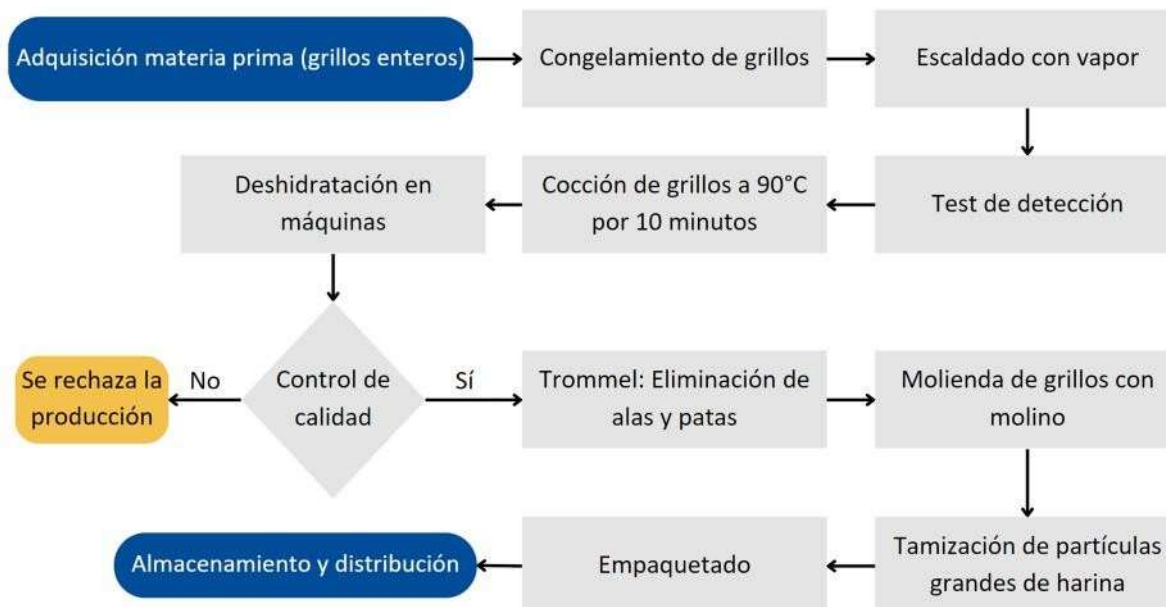 Adquisición materia prima (grillos enteros)
Congelamiento de grillos
Escaldado con vapor
Test de detección
Cocción de grillos a 90°C
por 10 minutos
Deshidratación en
máquinas
Control de
calidad
No
Se rechaza la
producción
Sí
Trommel: Eliminación de
alas y patas
Molienda de grillos con
molino
Tamización de partículas
grandes de harina
Empaquetado
Almacenamiento y distribución